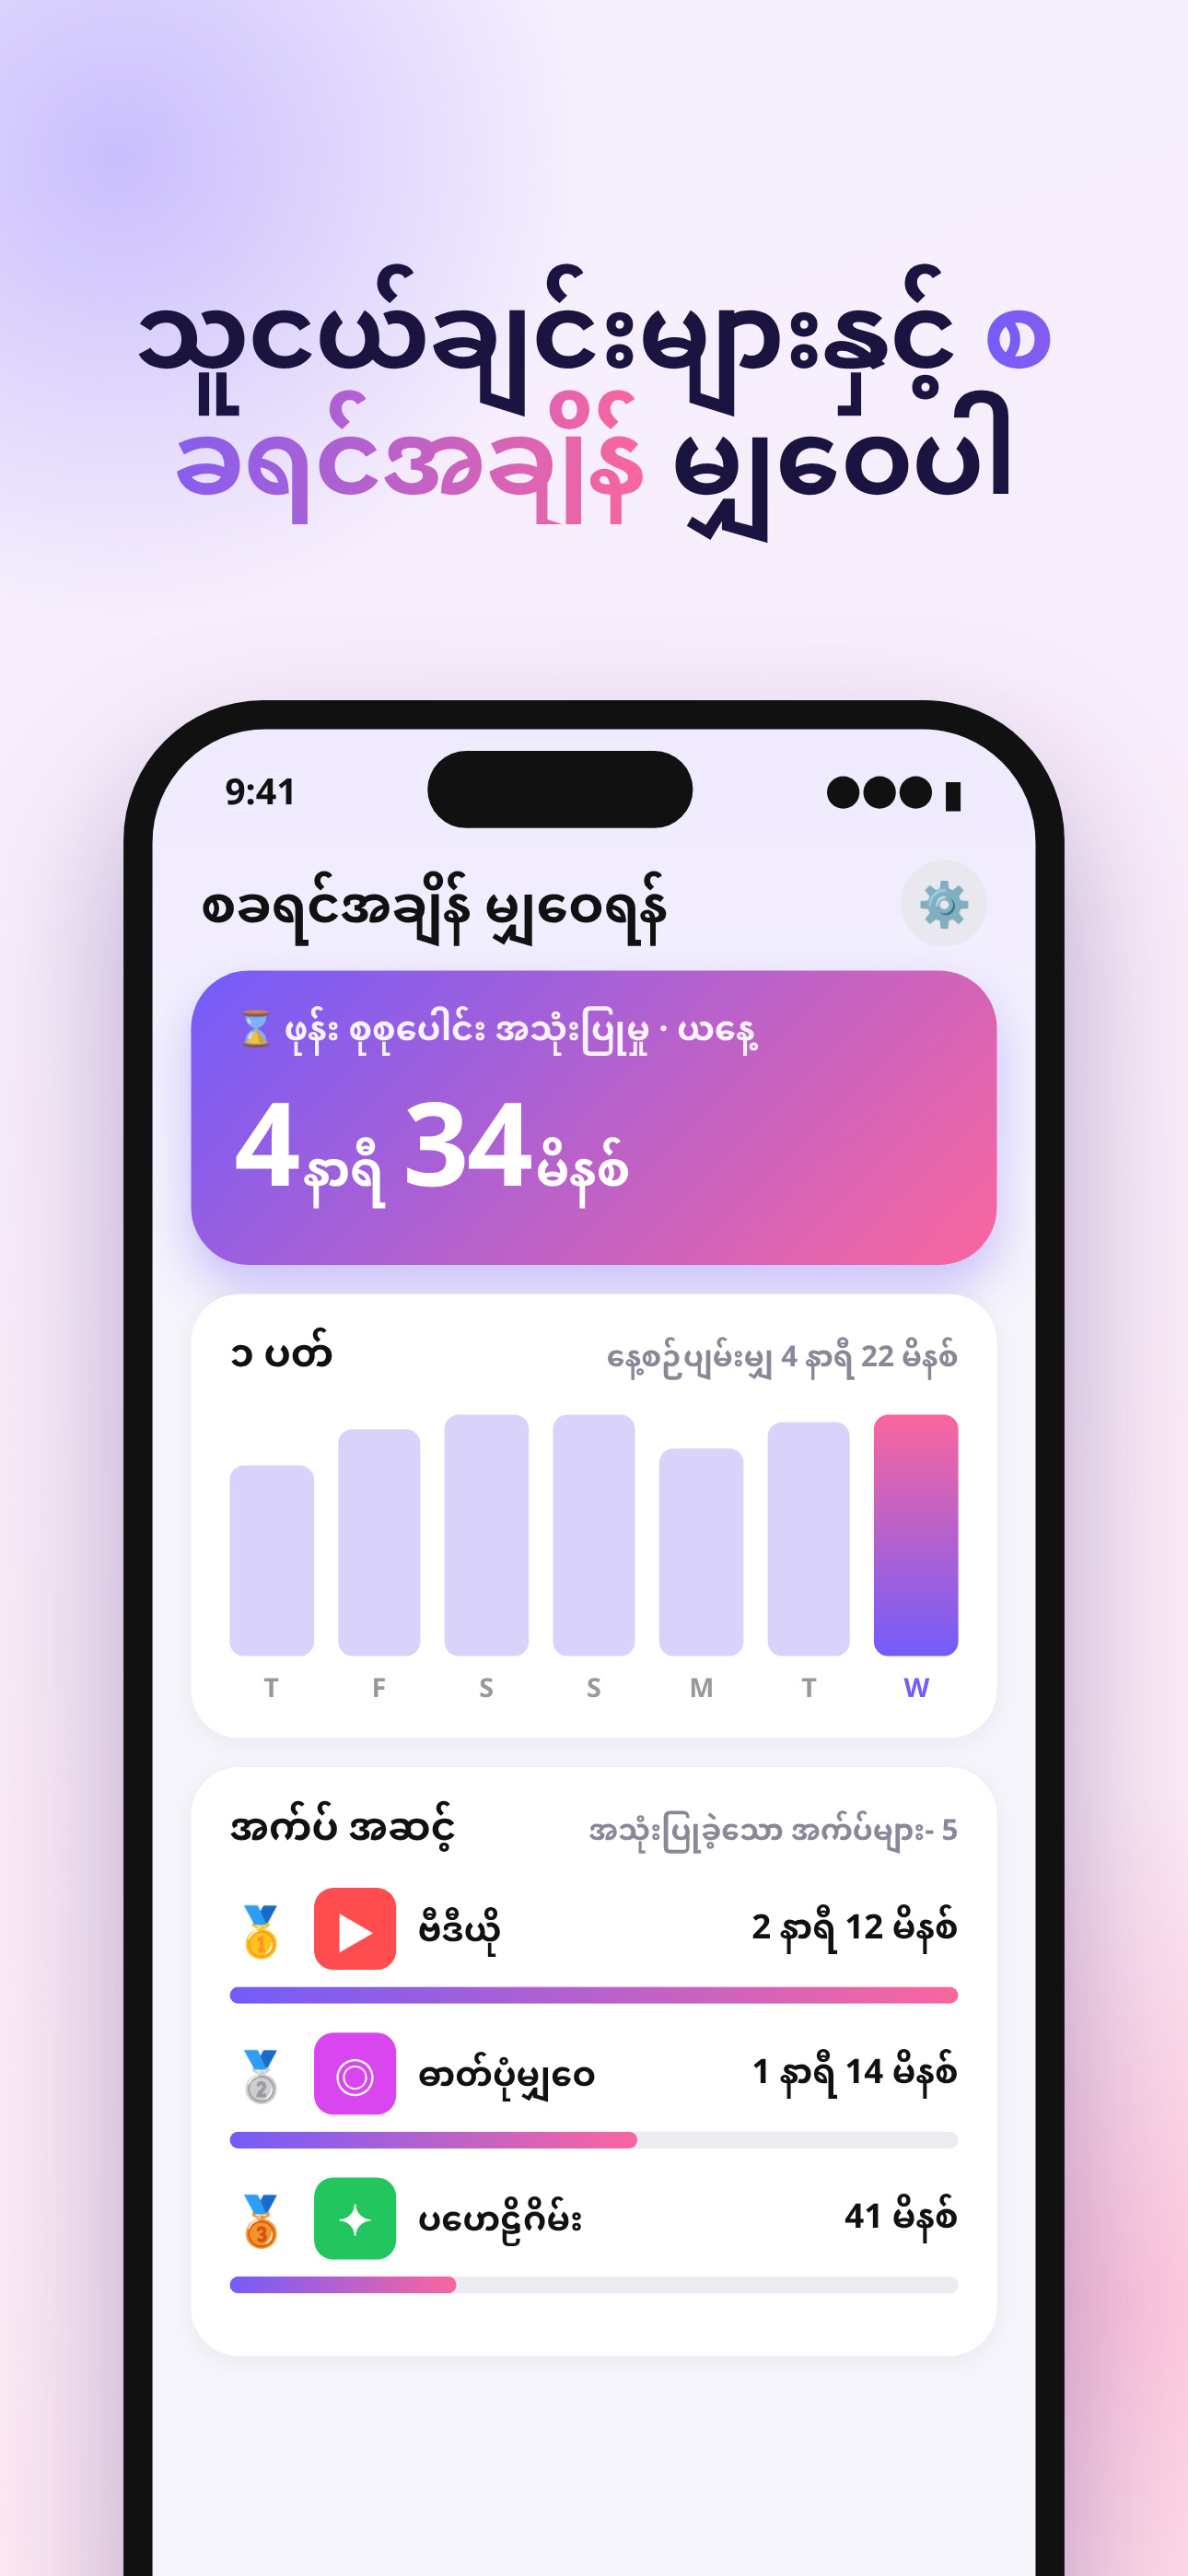 သူငယ်ချင်းများနှင့် စ
ခရင်အချိန် မျှဝေပါ
9:41
စခရင်အချိန် မျှဝေရန်
ဖုန်း စုစုပေါင်း အသုံးပြုမှု · ယနေ့
4နာရီ 34မိနစ်
၁ ပတ်
နေ့စဉ်ပျမ်းမျှ 4 နာရီ 22 မိနစ်
T F S S M T W
အက်ပ် အဆင့်
အသုံးပြုခဲ့သော အက်ပ်များ- 5
1 ဗီဒီယို 2 နာရီ 12 မိနစ်
2 ဓာတ်ပုံမျှဝေ 1 နာရီ 14 မိနစ်
3 ပဟေဠိဂိမ်း 41 မိနစ်